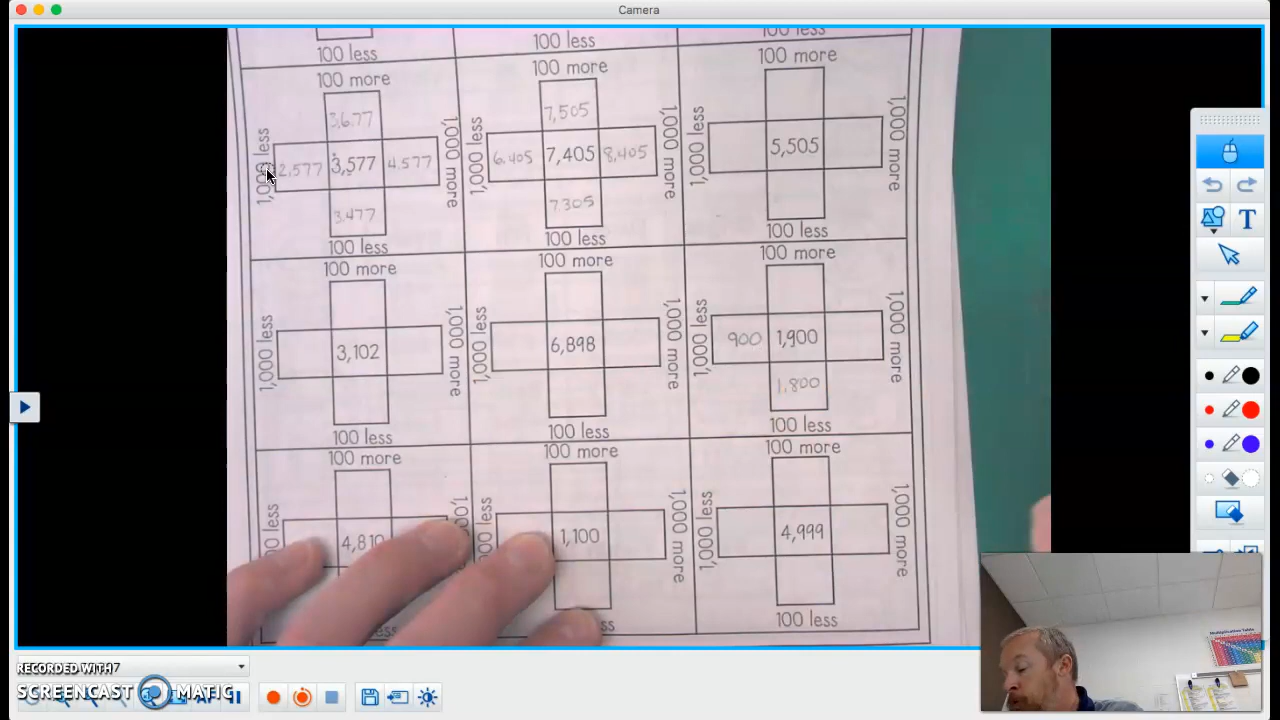 Camera
100 less
100 less
100 less
100 more
1,000 less
3,677
2,577
3,577
4,577
3,477
1,000 more
100 less
100 more
1,000 less
7,505
6,405
7,405
8,405
7,305
1,000 more
100 less
100 more
1,000 less
5,505
1,000 more
100 less
100 more
1,000 less
3,102
1,000 more
100 less
100 more
1,000 less
6,898
1,000 more
100 less
100 more
1,000 less
900
1,900
1,800
1,000 more
100 less
100 more
less
4,810
100 more
1,100
1,000 more
100 more
1,000 less
4,999
1,000 more
100 less
T
RECORDED WITH
SCREENCAST MATIC